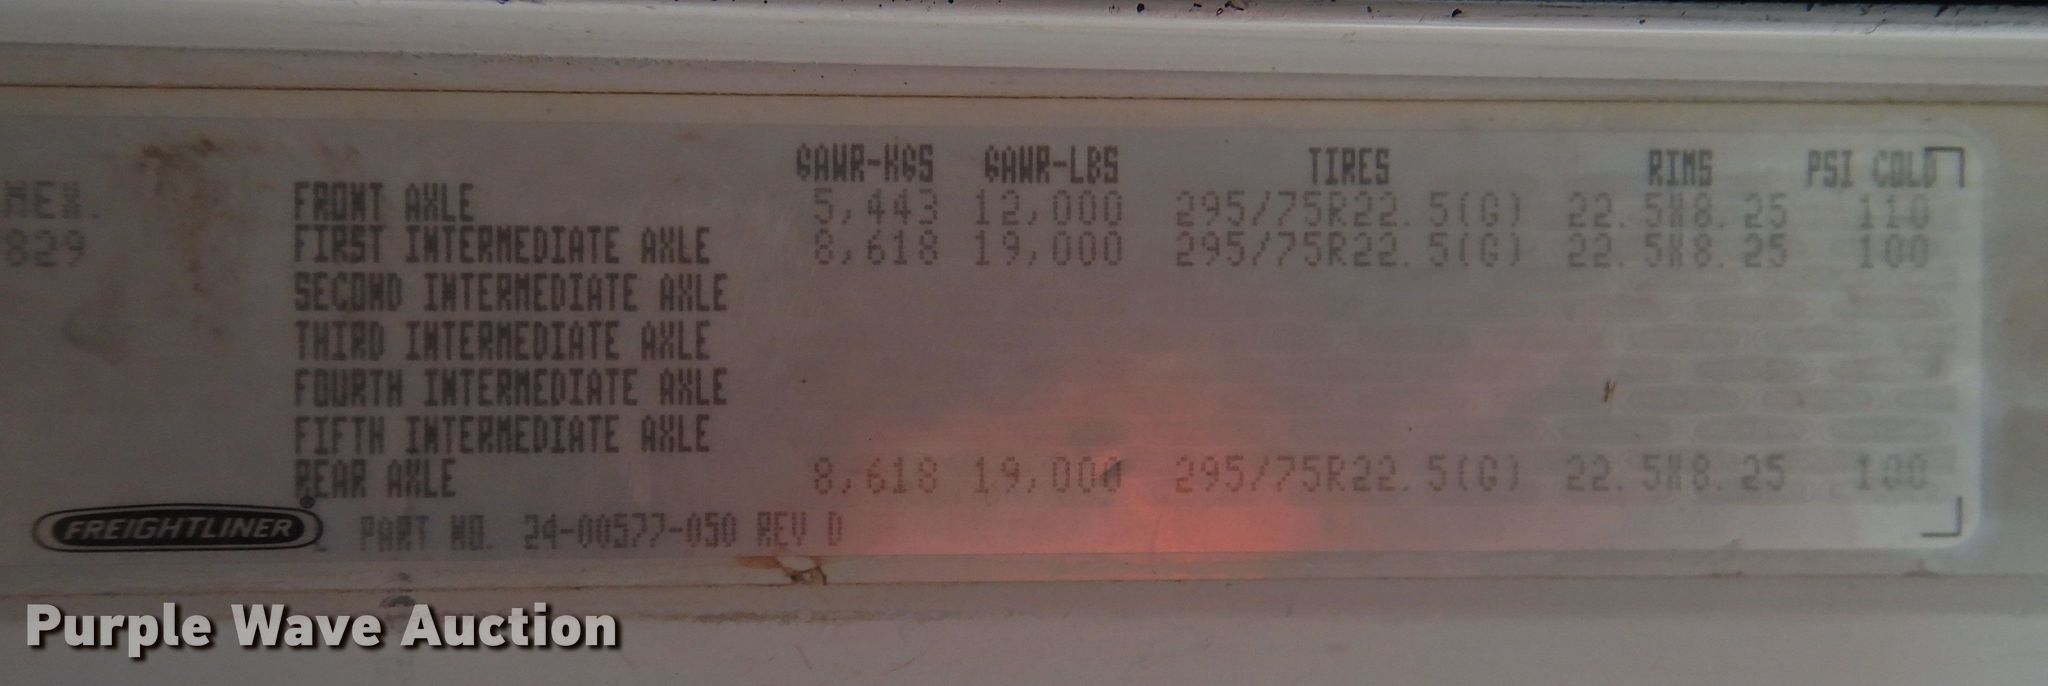 GAWR-KGS GAWR-LBS TIRES RIMS PSI COLD
MEX. FRONT AXLE 5,443 12,000 295/75R22.5(G) 22.5X8.25 110
829 FIRST INTERMEDIATE AXLE 8,618 19,000 295/75R22.5(G) 22.5X8.25 100
SECOND INTERMEDIATE AXLE
THIRD INTERMEDIATE AXLE
FOURTH INTERMEDIATE AXLE
FIFTH INTERMEDIATE AXLE
REAR AXLE 8,618 19,000 295/75R22.5(G) 22.5X8.25 100
FREIGHTLINER PART NO. 24-00577-050 REV D
Purple Wave Auction